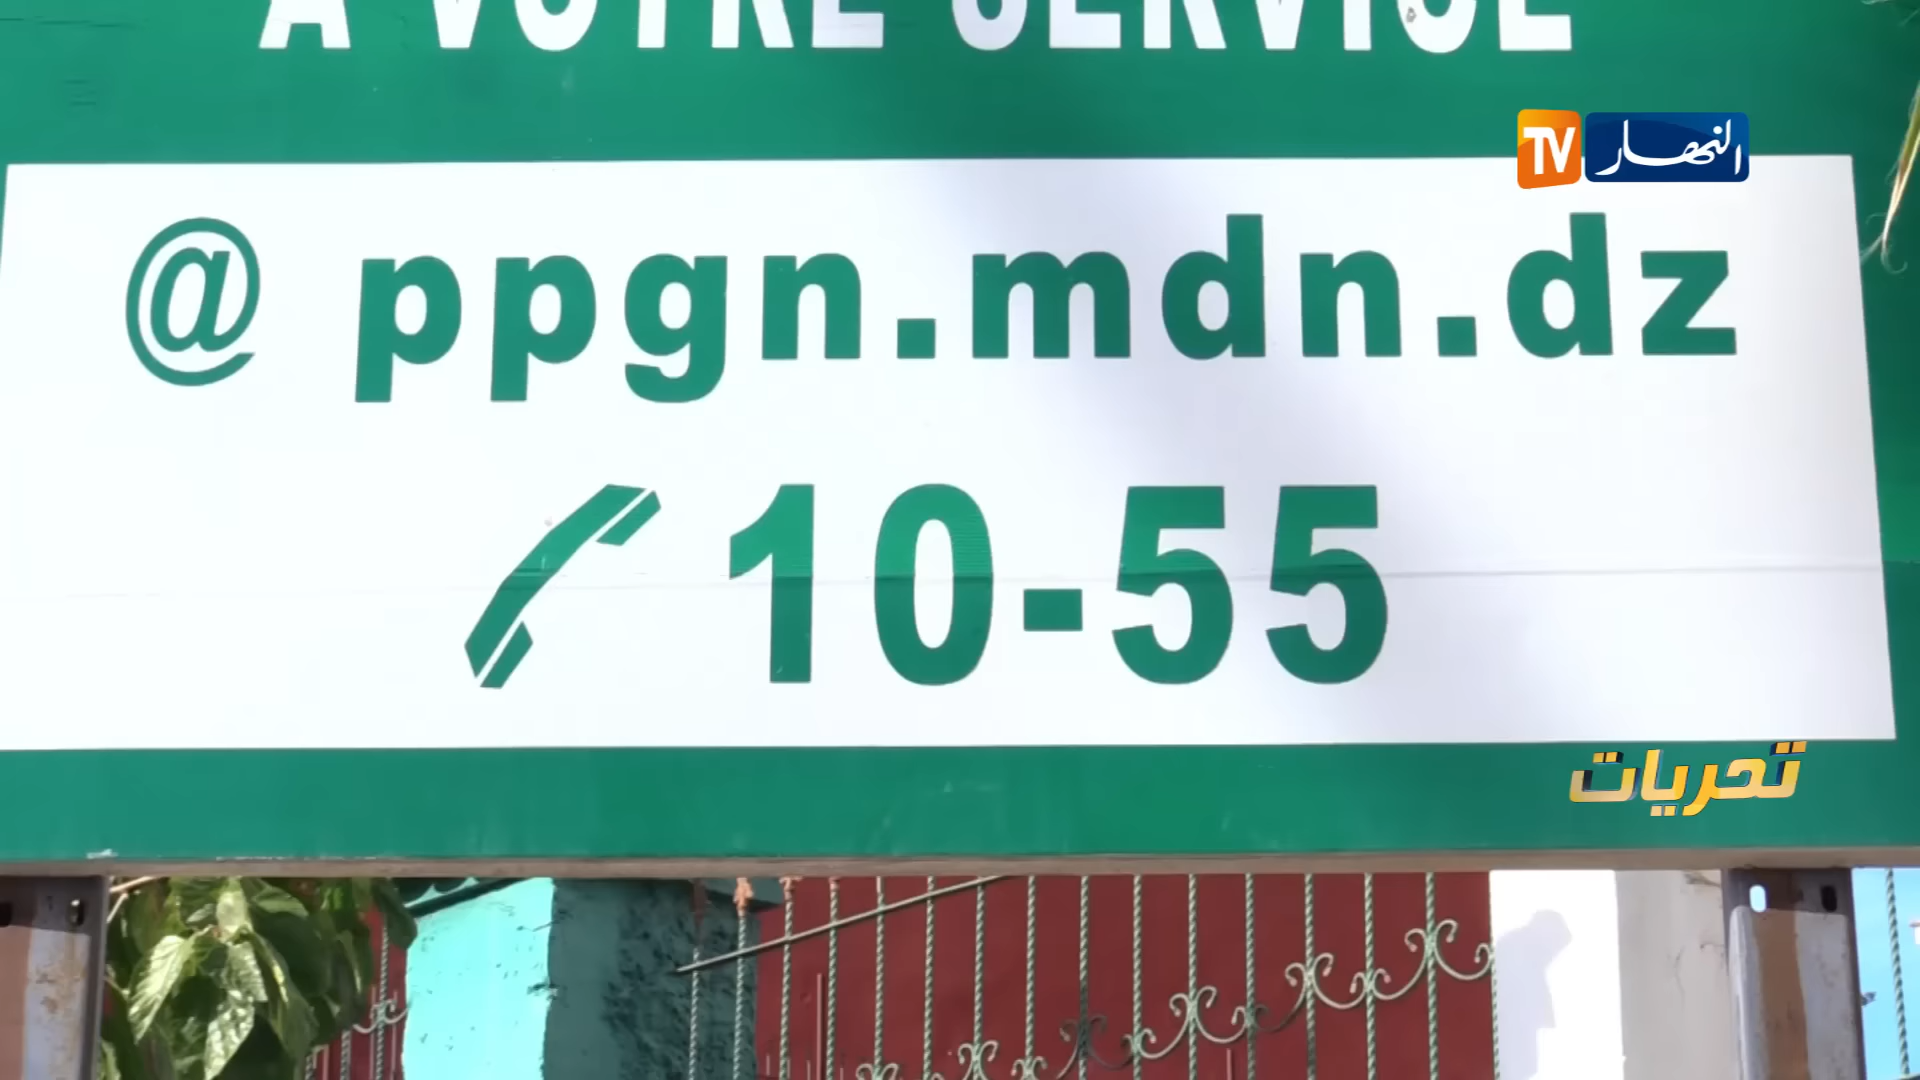 A VOTRE SERVICE
TV النهار
@ ppgn.mdn.dz
10-55
تحريات